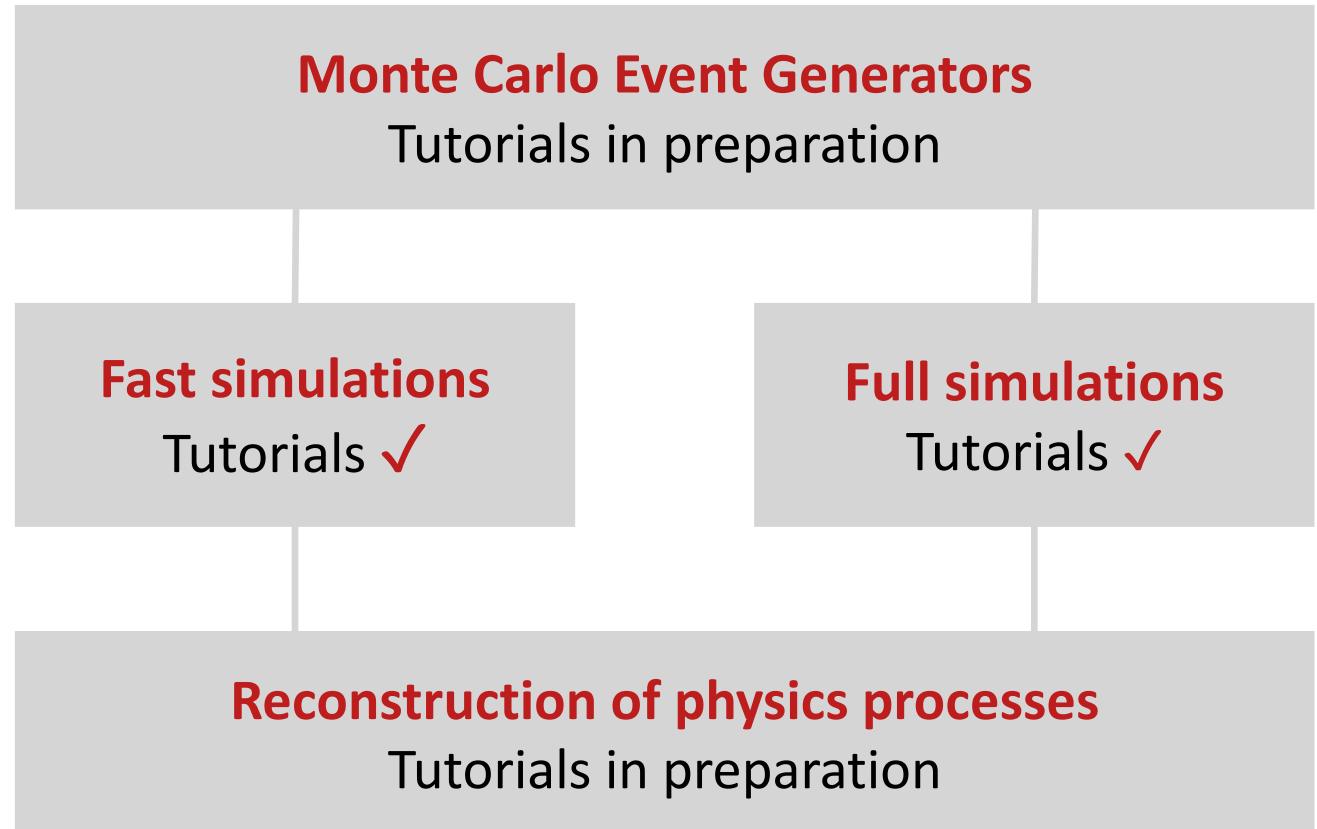 Monte Carlo Event Generators
Tutorials in preparation
Fast simulations
Tutorials ✓
Full simulations
Tutorials ✓
Reconstruction of physics processes
Tutorials in preparation